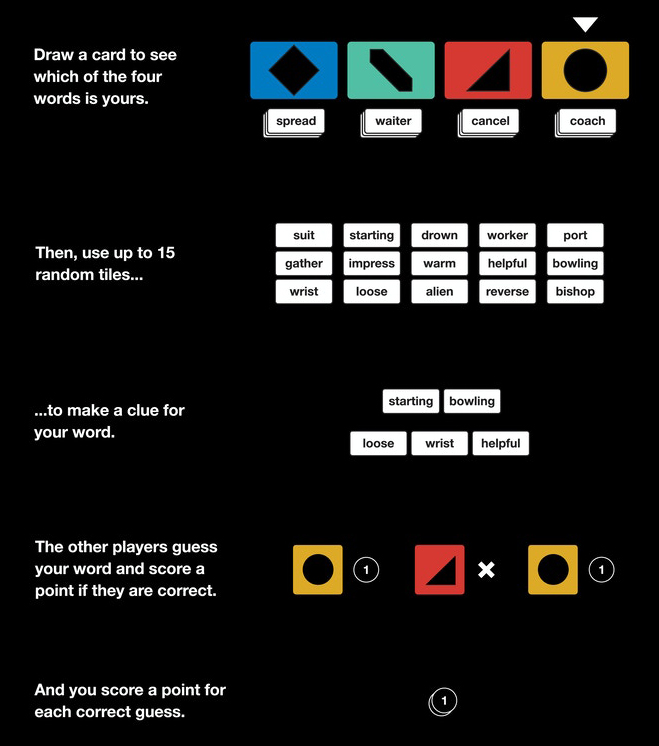 Draw a card to see
which of the four
words is yours.
spread waiter cancel coach
Then, use up to 15
random tiles...
suit starting drown worker port
gather impress warm helpful bowling
wrist loose alien reverse bishop
...to make a clue for
your word.
starting bowling
loose wrist helpful
The other players guess
your word and score a
point if they are correct.
1 1
And you score a point for
each correct guess.
1